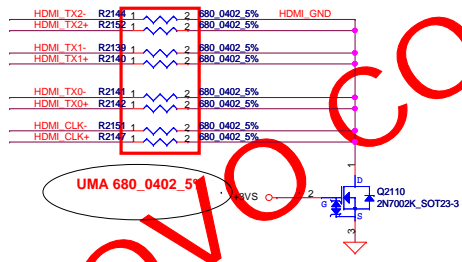 HDMI_TX2- R2144 1 2 680_0402_5% HDMI_GND
HDMI_TX2+ R2152 1 2 680_0402_5%
HDMI_TX1- R2139 1 2 680_0402_5%
HDMI_TX1+ R2140 1 2 680_0402_5%
HDMI_TX0- R2141 1 2 680_0402_5%
HDMI_TX0+ R2142 1 2 680_0402_5%
HDMI_CLK- R2151 1 2 680_0402_5%
HDMI_CLK+ R2147 1 2 680_0402_5%
1
UMA 680_0402_5%
+3VS 2
G
D
S
Q2110
2N7002K_SOT23-3
3